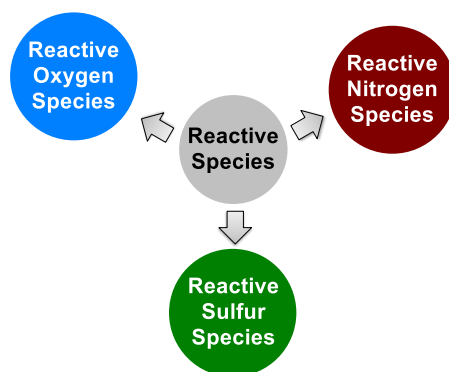 Reactive
Oxygen
Species
Reactive
Nitrogen
Species
Reactive
Species
Reactive
Sulfur
Species